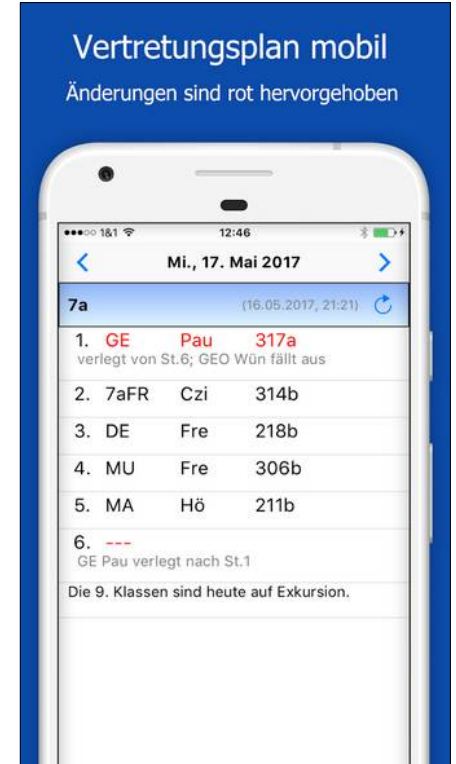 Vertretungsplan mobil
Änderungen sind rot hervorgehoben
1&1 12:46
Mi., 17. Mai 2017
7a (16.05.2017, 21:21)
1. GE Pau 317a
verlegt von St.6; GEO Wün fällt aus
2. 7aFR Czi 314b
3. DE Fre 218b
4. MU Fre 306b
5. MA Hö 211b
6. ---
GE Pau verlegt nach St.1
Die 9. Klassen sind heute auf Exkursion.